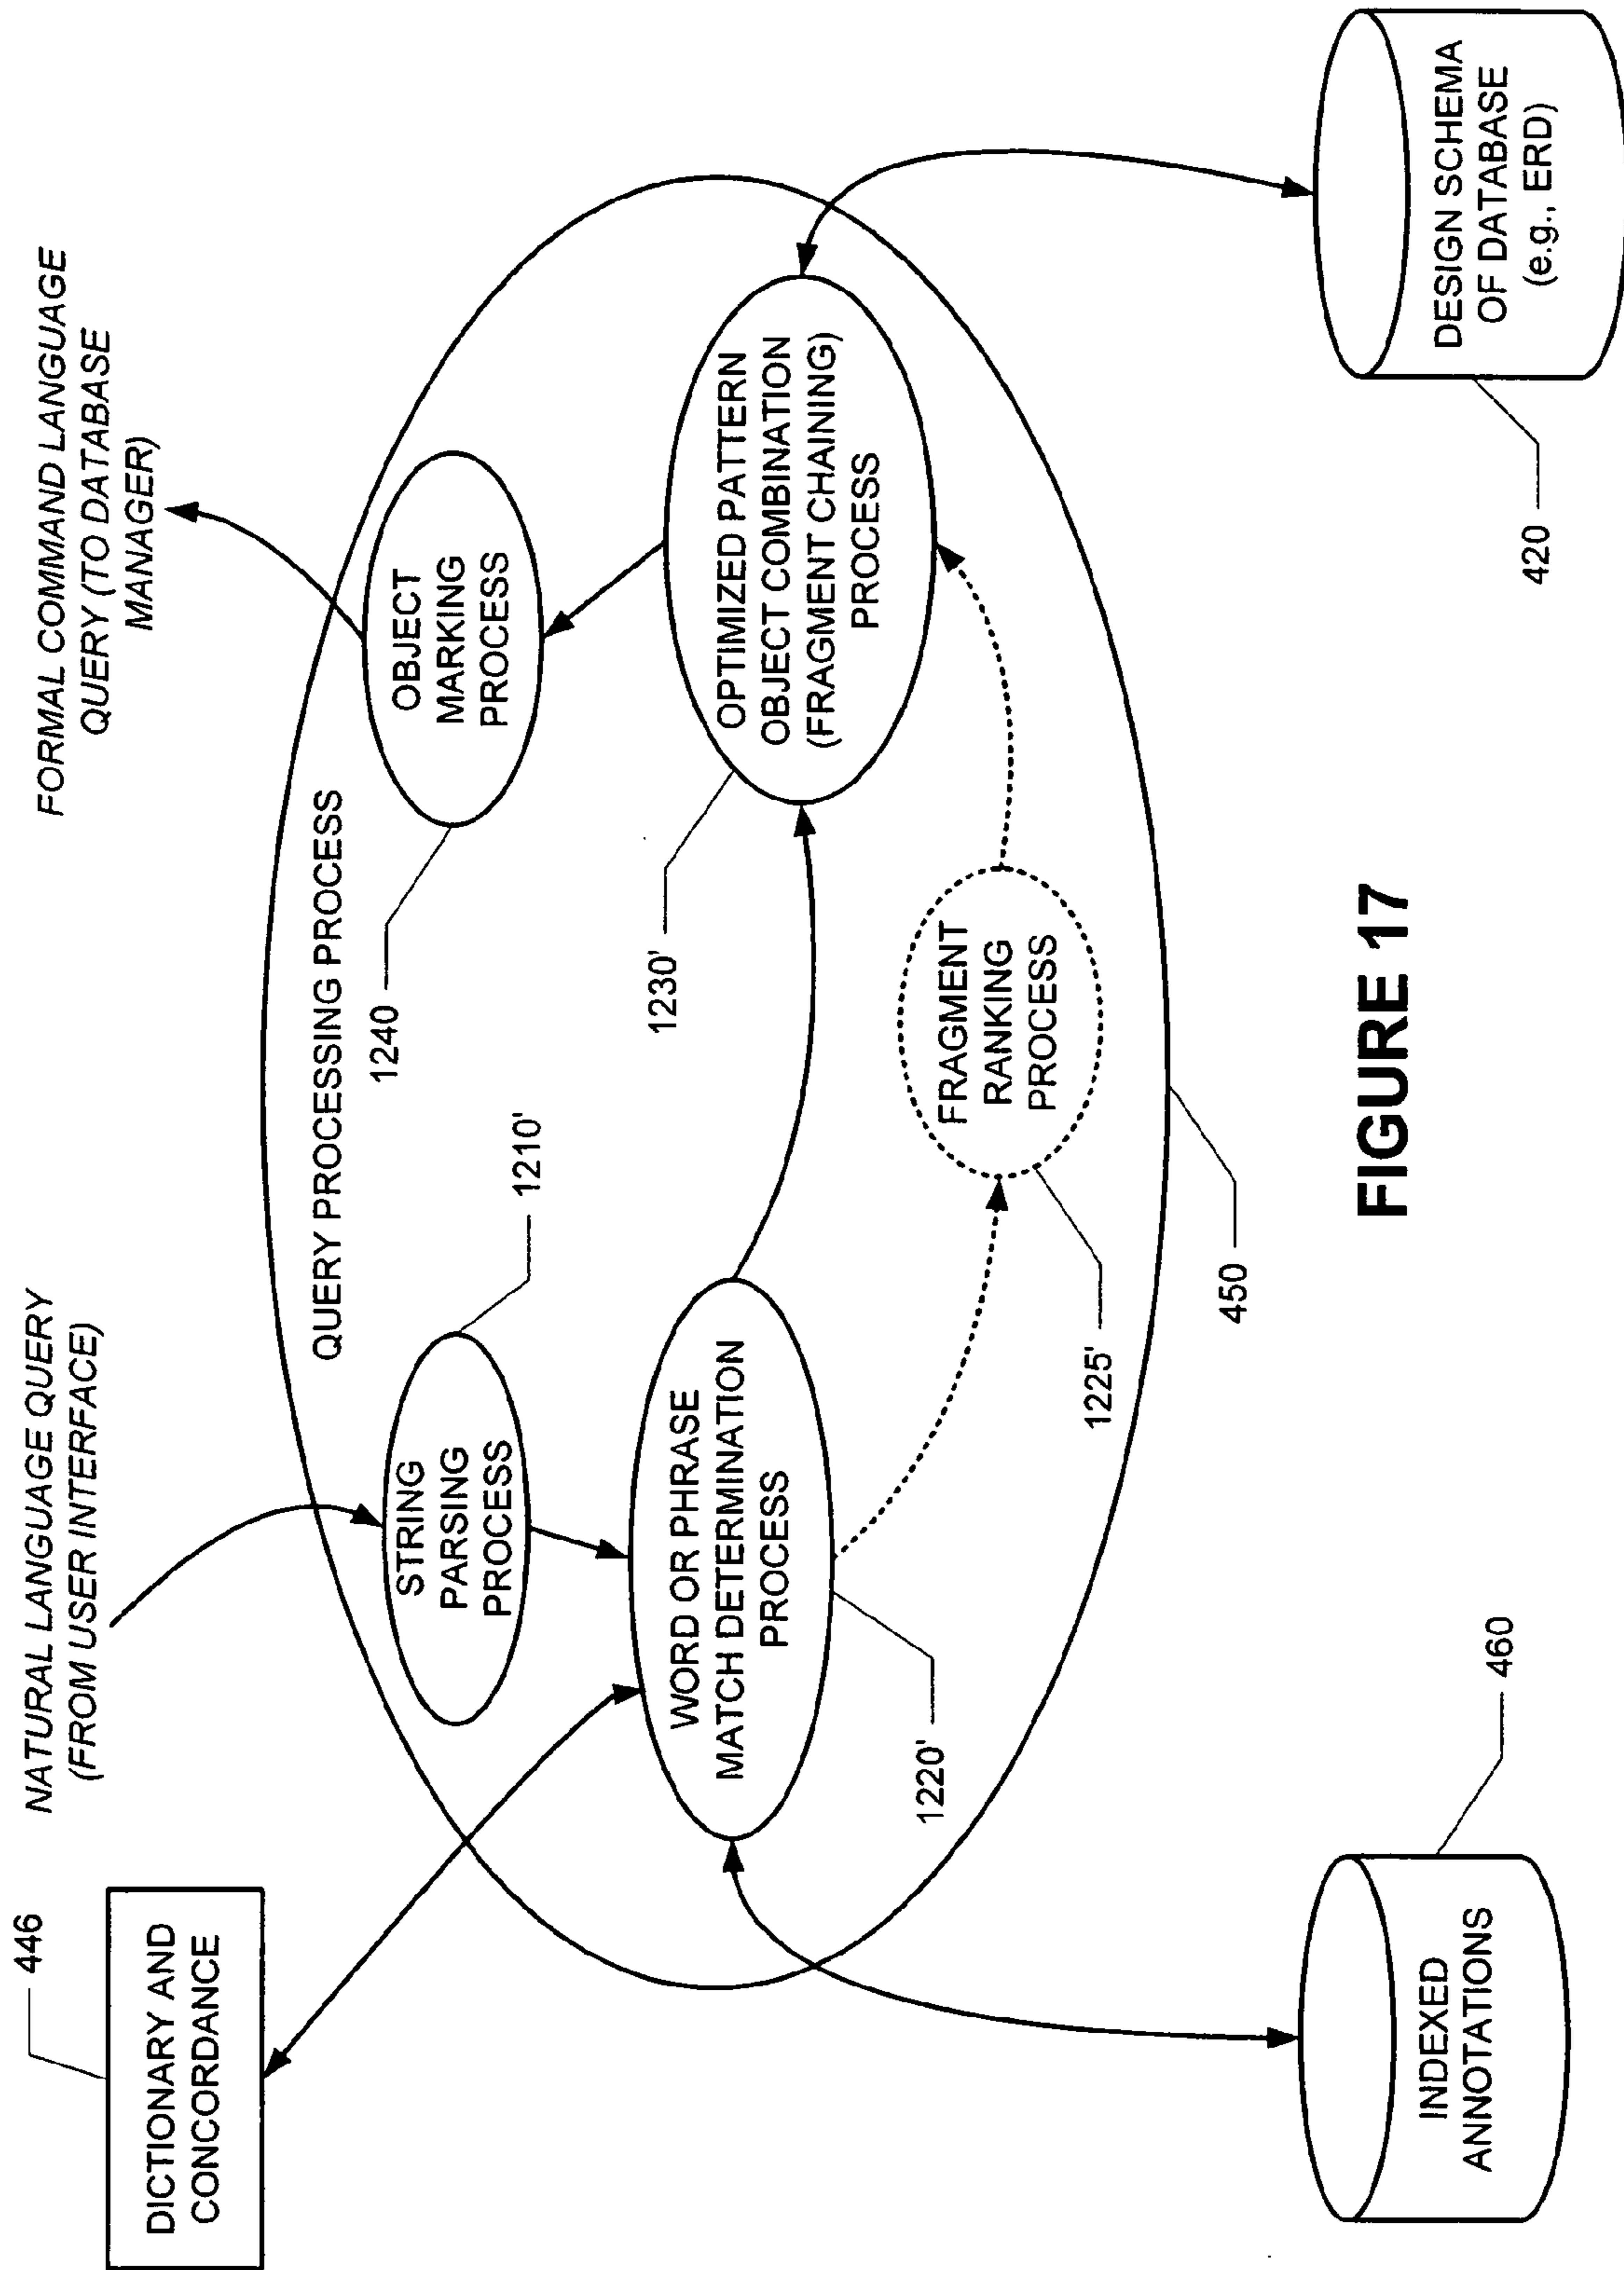 446
DICTIONARY AND
CONCORDANCE
NATURAL LANGUAGE QUERY
(FROM USER INTERFACE)
FORMAL COMMAND LANGUAGE
QUERY (TO DATABASE
MANAGER)
QUERY PROCESSING PROCESS
STRING
PARSING
PROCESS
1210'
OBJECT
MARKING
PROCESS
1240
WORD OR PHRASE
MATCH DETERMINATION
PROCESS
1220'
OPTIMIZED PATTERN
OBJECT COMBINATION
(FRAGMENT CHAINING)
PROCESS
1230'
FRAGMENT
RANKING
PROCESS
1225'
450
INDEXED
ANNOTATIONS
460
DESIGN SCHEMA
OF DATABASE
(e.g., ERD)
420
FIGURE 17